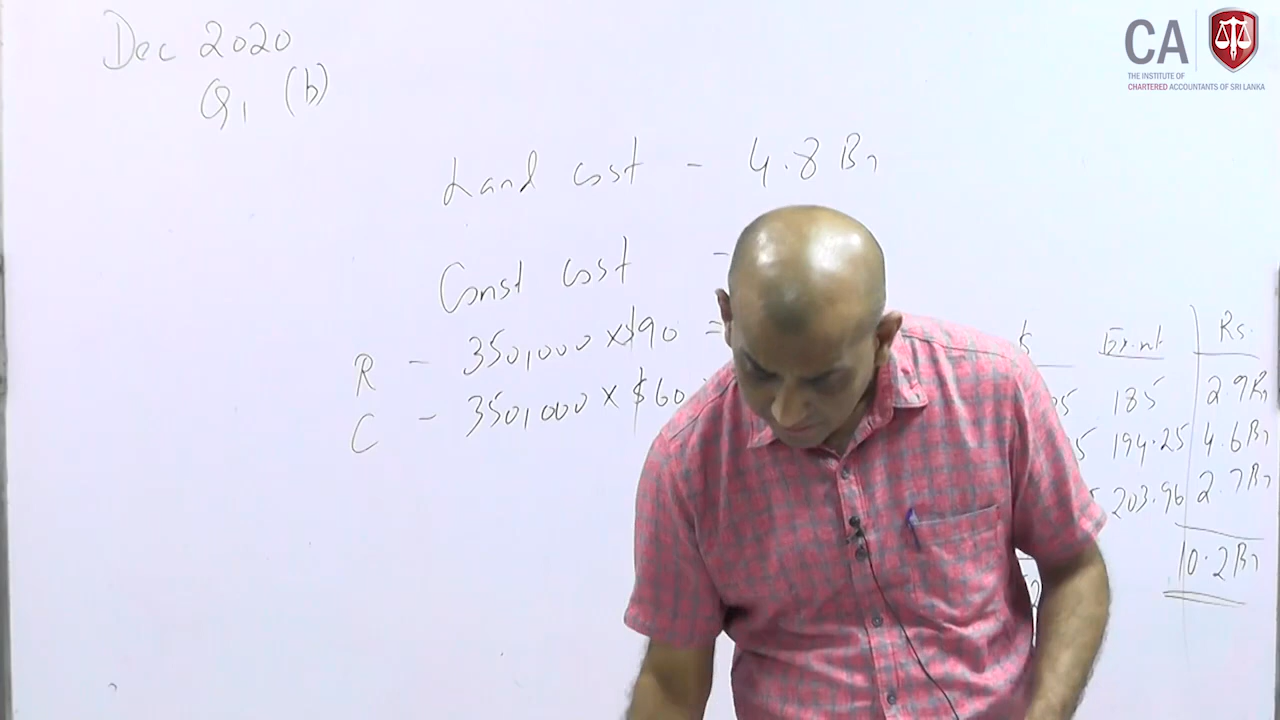 Dec 2020
Q1 (b)
CA
THE INSTITUTE OF
CHARTERED ACCOUNTANTS OF SRI LANKA
Land cost - 4.8 Bn
Const cost -
R - 350,000 × $90 =
C - 350,000 × $60
Rs.
185 2.9Bn
5 194.25 4.6Bn
203.96 2.7Bn
10.2Bn